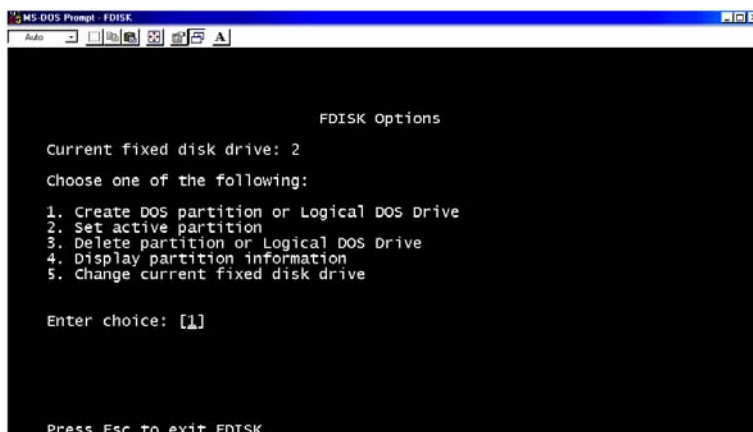 MS-DOS Prompt - FDISK
Auto
A
FDISK Options
Current fixed disk drive: 2
Choose one of the following:
1. Create DOS partition or Logical DOS Drive
2. Set active partition
3. Delete partition or Logical DOS Drive
4. Display partition information
5. Change current fixed disk drive
Enter choice: [1]
Press Esc to exit FDISK